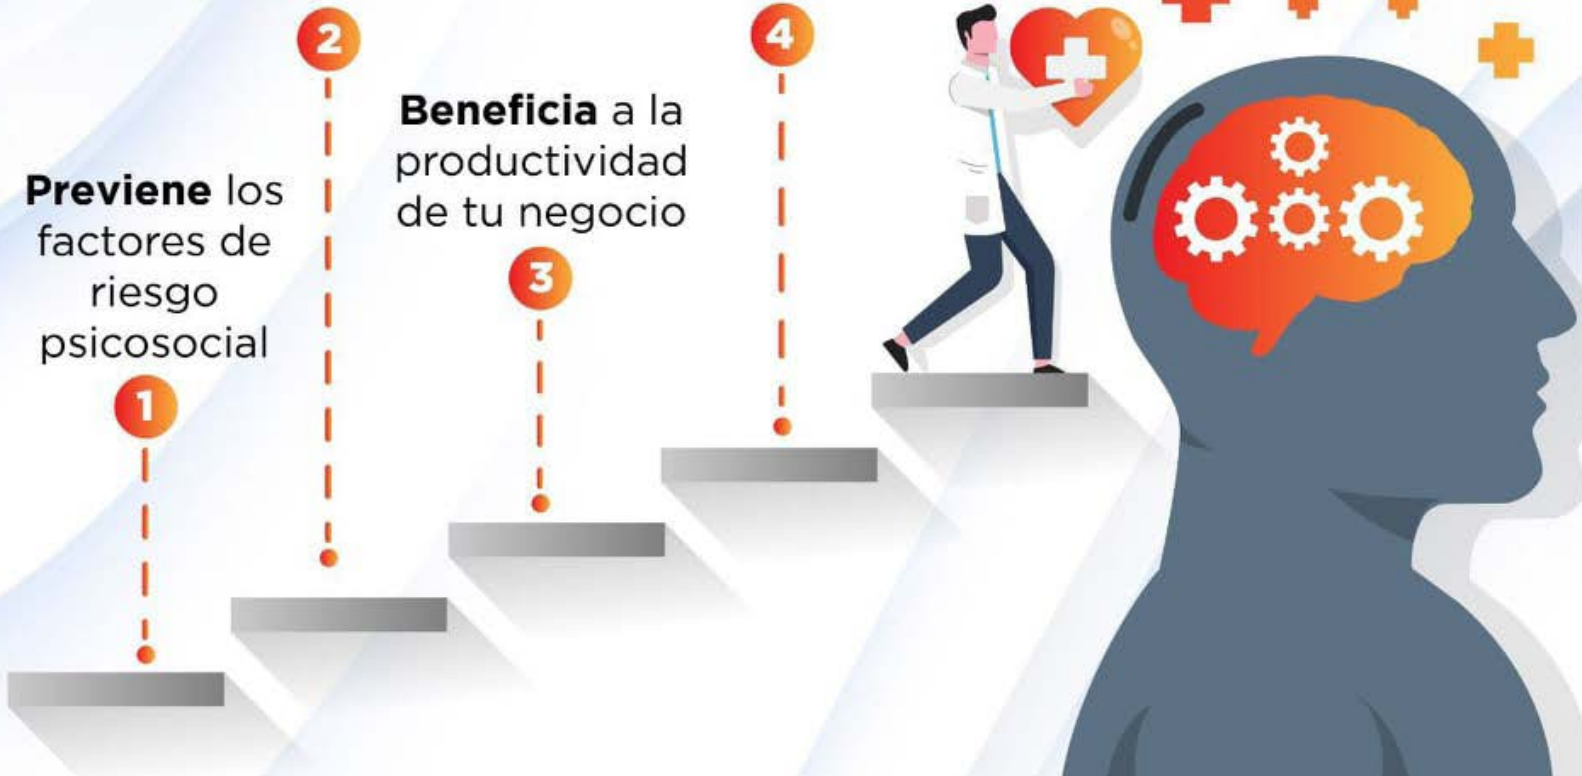 Previene los
factores de
riesgo
psicosocial
1
2
Beneficia a la
productividad
de tu negocio
3
4